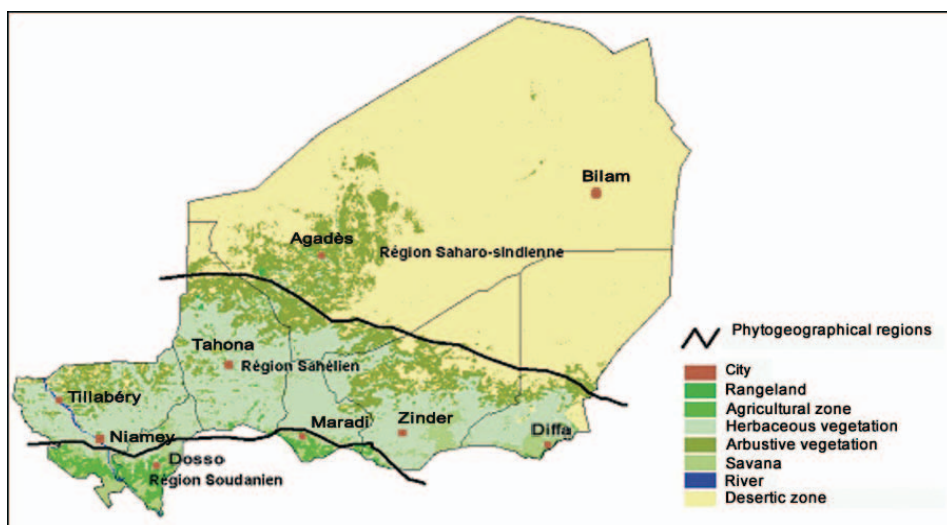 Bilam
Agadès
Région Saharo-sindienne
Tahona
Région Sahélien
Tillabéry
Maradi
Zinder
Niamey
Diffa
Dosso
Région Soudanien
Phytogeographical regions
City
Rangeland
Agricultural zone
Herbaceous vegetation
Arbustive vegetation
Savana
River
Desertic zone